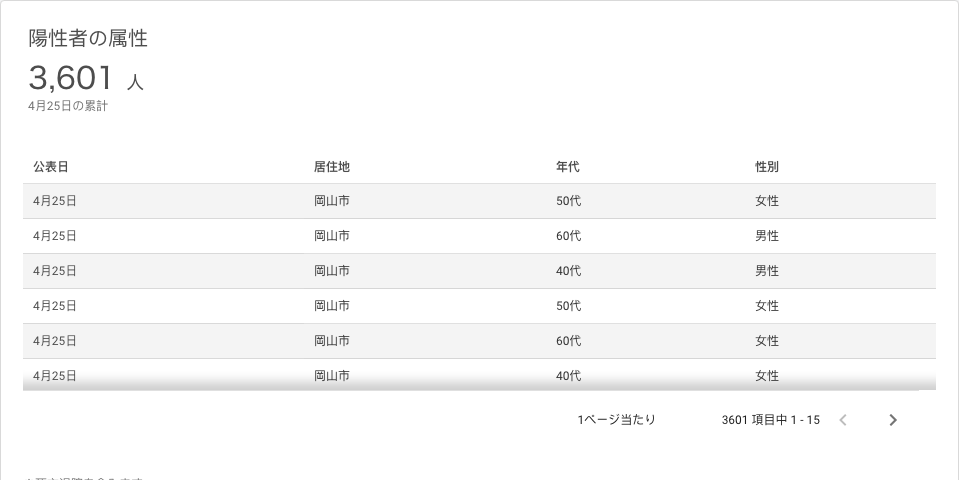 陽性者の属性
3,601 人
4月25日の累計
公表日 居住地 年代 性別
4月25日 岡山市 50代 女性
4月25日 岡山市 60代 男性
4月25日 岡山市 40代 男性
4月25日 岡山市 50代 女性
4月25日 岡山市 60代 女性
4月25日 岡山市 40代 女性
1ページ当たり 3601 項目中 1 - 15